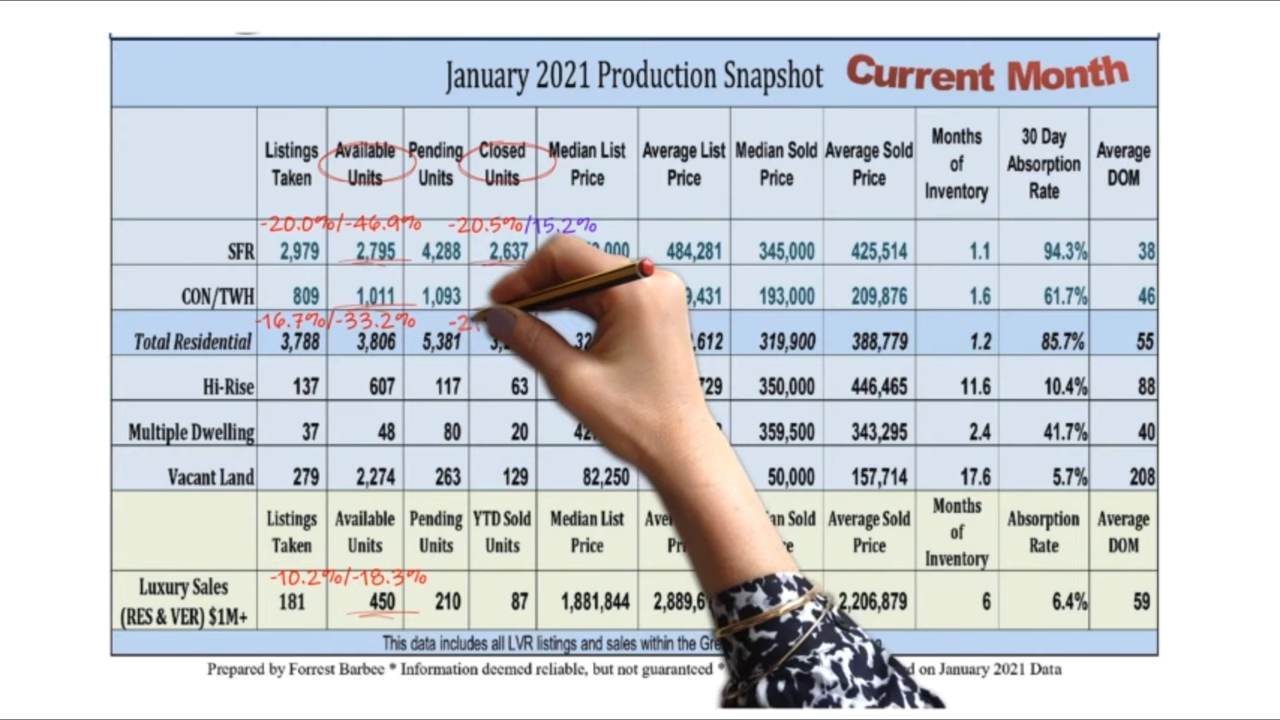 January 2021 Production Snapshot Current Month
Listings Taken Available Units Pending Units Closed Units Median List Price Average List Price Median Sold Price Average Sold Price Months of Inventory 30 Day Absorption Rate Average DOM
-20.0%/-46.9% -20.5%/15.2%
SFR 2,979 2,795 4,288 2,637 484,281 345,000 425,514 1.1 94.3% 38
CON/TWH 809 1,011 1,093 193,000 209,876 1.6 61.7% 46
-16.7%/-33.2%
Total Residential 3,788 3,806 5,381 319,900 388,779 1.2 85.7% 55
Hi-Rise 137 607 117 63 350,000 446,465 11.6 10.4% 88
Multiple Dwelling 37 48 80 20 359,500 343,295 2.4 41.7% 40
Vacant Land 279 2,274 263 129 82,250 50,000 157,714 17.6 5.7% 208
Listings Taken Available Units Pending Units YTD Sold Units Median List Price Sold Average Sold Price Months of Inventory Absorption Rate Average DOM
-10.2%/-18.3%
Luxury Sales (RES & VER) $1M+ 181 450 210 87 1,881,844 2,206,879 6 6.4% 59
This data includes all LVR listings and sales within the
Prepared by Forrest Barbee * Information deemed reliable, but not guaranteed * on January 2021 Data